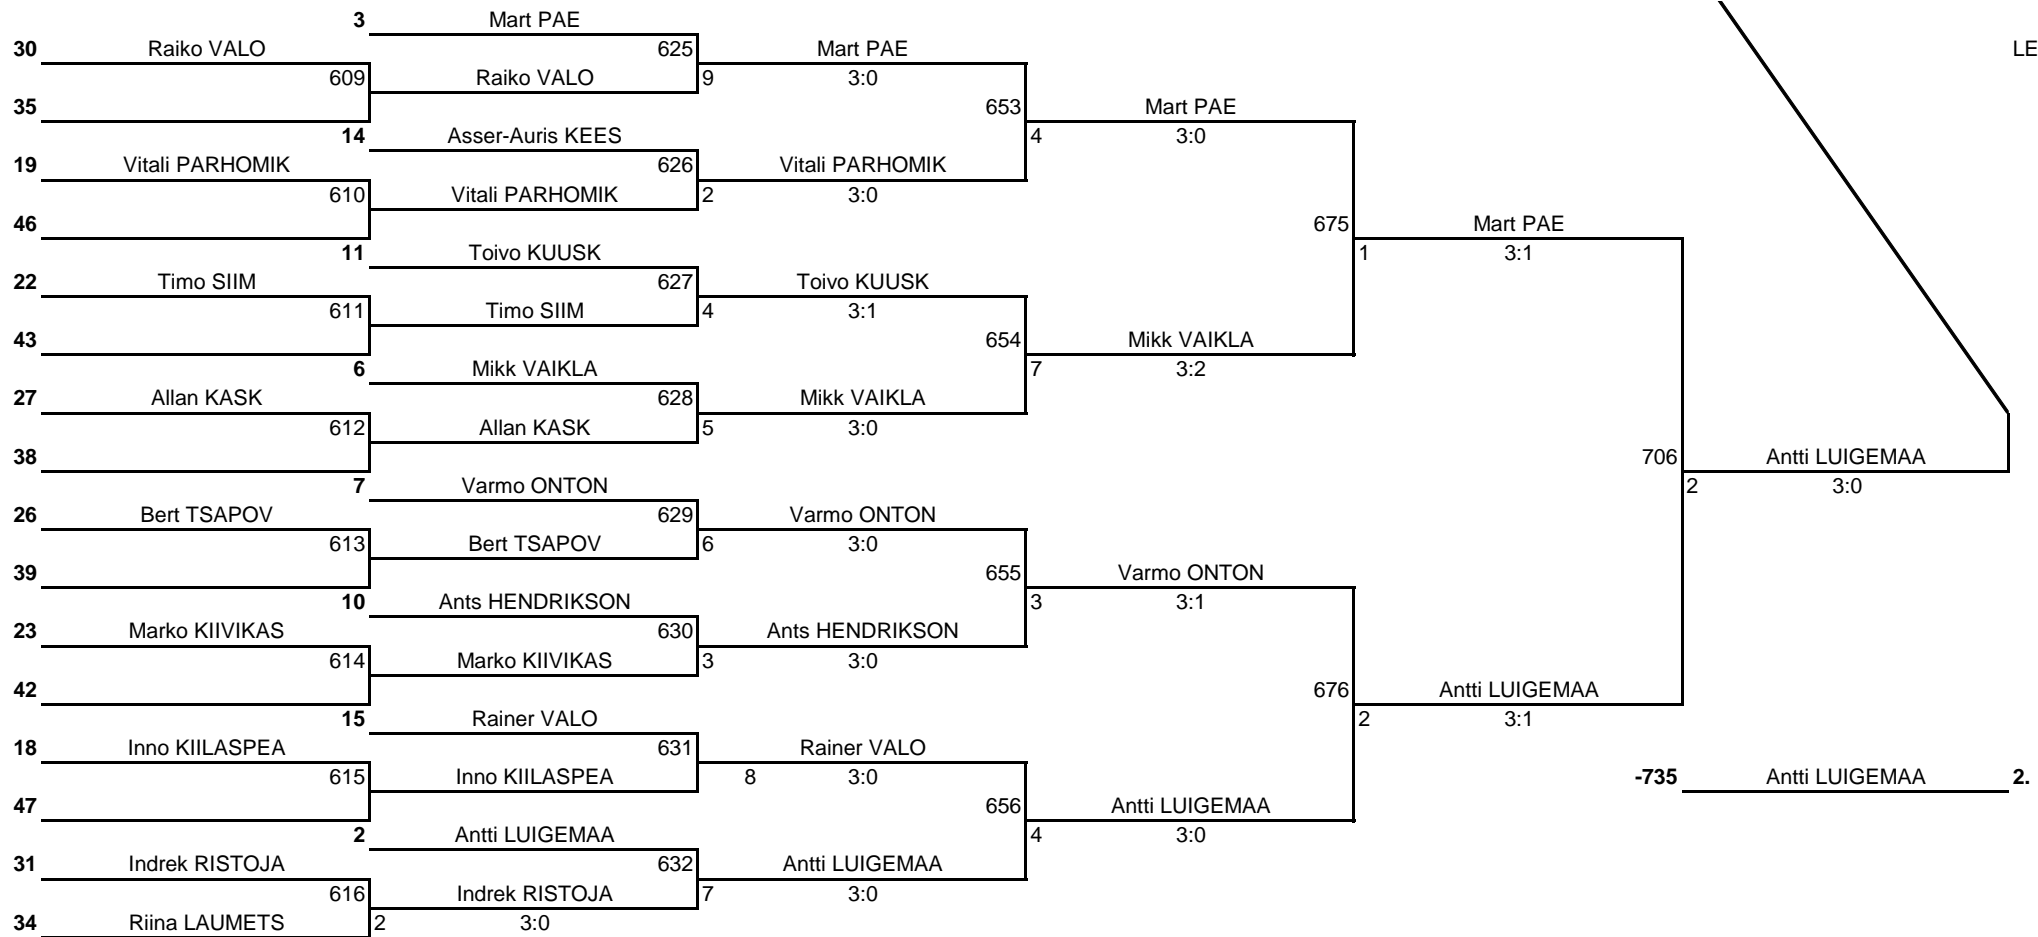 3 Mart PAE
30 Raiko VALO 625 Mart PAE LE
609 Raiko VALO 9 3:0
35 653 Mart PAE
14 Asser-Auris KEES 4 3:0
19 Vitali PARHOMIK 626 Vitali PARHOMIK
610 Vitali PARHOMIK 2 3:0
46 675 Mart PAE
11 Toivo KUUSK 1 3:1
22 Timo SIIM 627 Toivo KUUSK
611 Timo SIIM 4 3:1
43 654 Mikk VAIKLA
6 Mikk VAIKLA 7 3:2
27 Allan KASK 628 Mikk VAIKLA
612 Allan KASK 5 3:0
38 706 Antti LUIGEMAA
7 Varmo ONTON 2 3:0
26 Bert TSAPOV 629 Varmo ONTON
613 Bert TSAPOV 6 3:0
39 655 Varmo ONTON
10 Ants HENDRIKSON 3 3:1
23 Marko KIIVIKAS 630 Ants HENDRIKSON
614 Marko KIIVIKAS 3 3:0
42 676 Antti LUIGEMAA
15 Rainer VALO 2 3:1
18 Inno KIILASPEA 631 Rainer VALO
615 Inno KIILASPEA 8 3:0 -735 Antti LUIGEMAA 2.
47 656 Antti LUIGEMAA
2 Antti LUIGEMAA 4 3:0
31 Indrek RISTOJA 632 Antti LUIGEMAA
616 Indrek RISTOJA 7 3:0
34 Riina LAUMETS 2 3:0